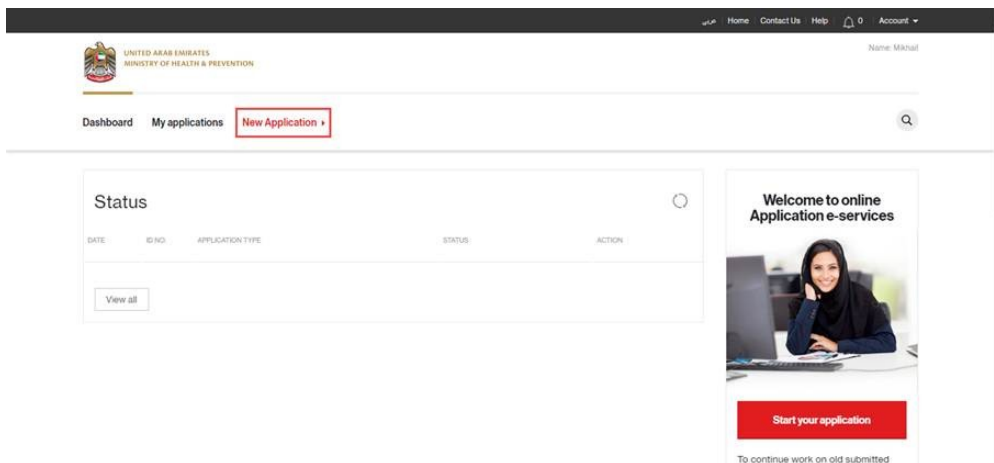 عربي Home Contact Us Help 0 Account
UNITED ARAB EMIRATES
MINISTRY OF HEALTH & PREVENTION
Name: Mikhail
Dashboard My applications New Application
Status
DATE ID NO. APPLICATION TYPE STATUS ACTION
View all
Welcome to online
Application e-services
Start your application
To continue work on old submitted